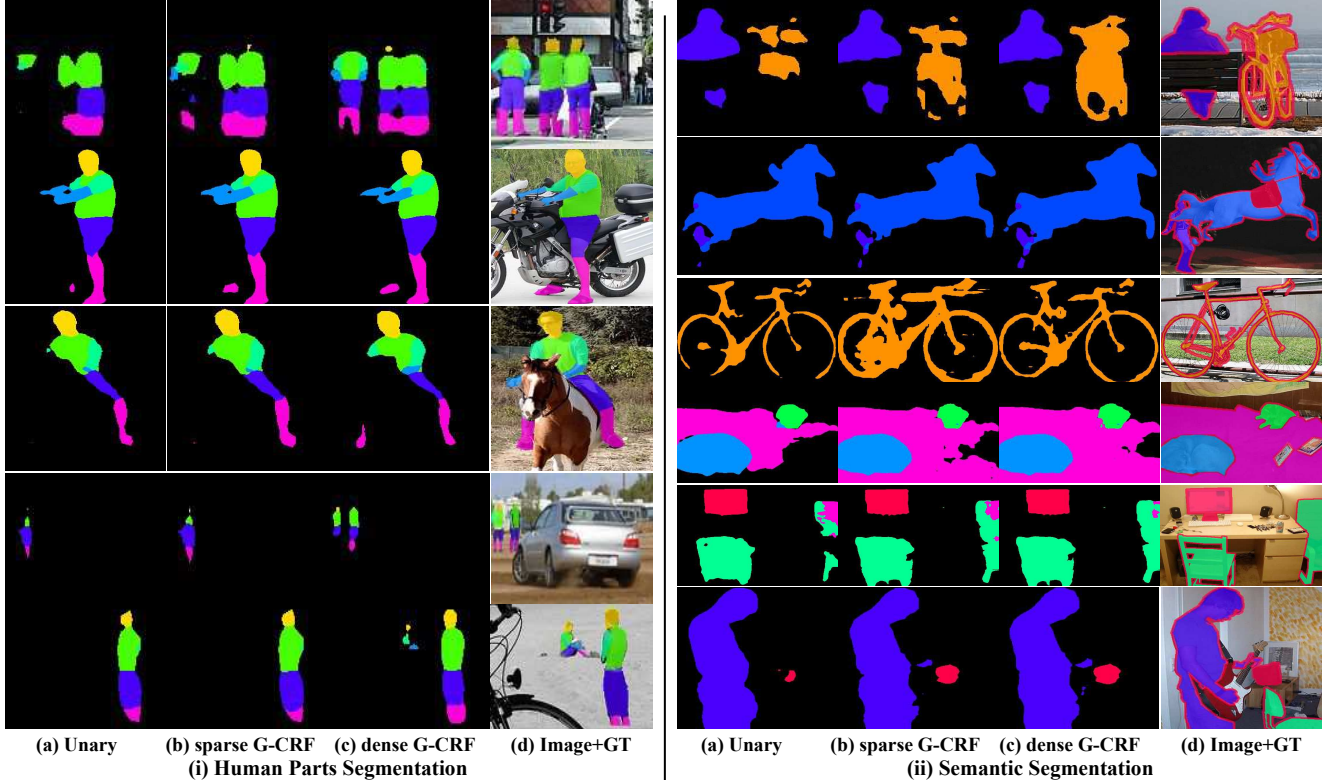 (a) Unary (b) sparse G-CRF (c) dense G-CRF (d) Image+GT
(i) Human Parts Segmentation
(a) Unary (b) sparse G-CRF (c) dense G-CRF (d) Image+GT
(ii) Semantic Segmentation